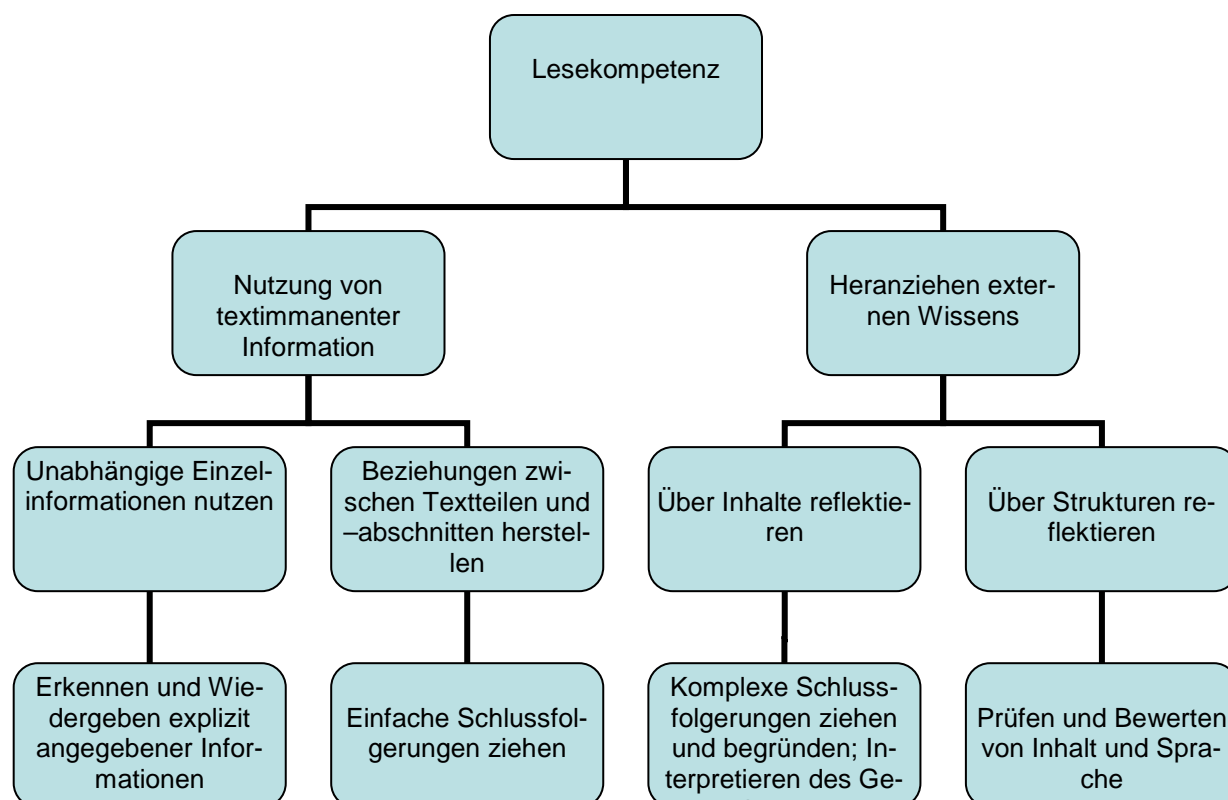 Lesekompetenz
Nutzung von
textimmanenter
Information
Heranziehen exter-
nen Wissens
Unabhängige Einzel-
informationen nutzen
Beziehungen zwi-
schen Textteilen und
–abschnitten herstel-
len
Über Inhalte reflektie-
ren
Über Strukturen re-
flektieren
Erkennen und Wie-
dergeben explizit
angegebener Infor-
mationen
Einfache Schlussfol-
gerungen ziehen
Komplexe Schluss-
folgerungen ziehen
und begründen; In-
terpretieren des Ge-
Prüfen und Bewerten
von Inhalt und Spra-
che